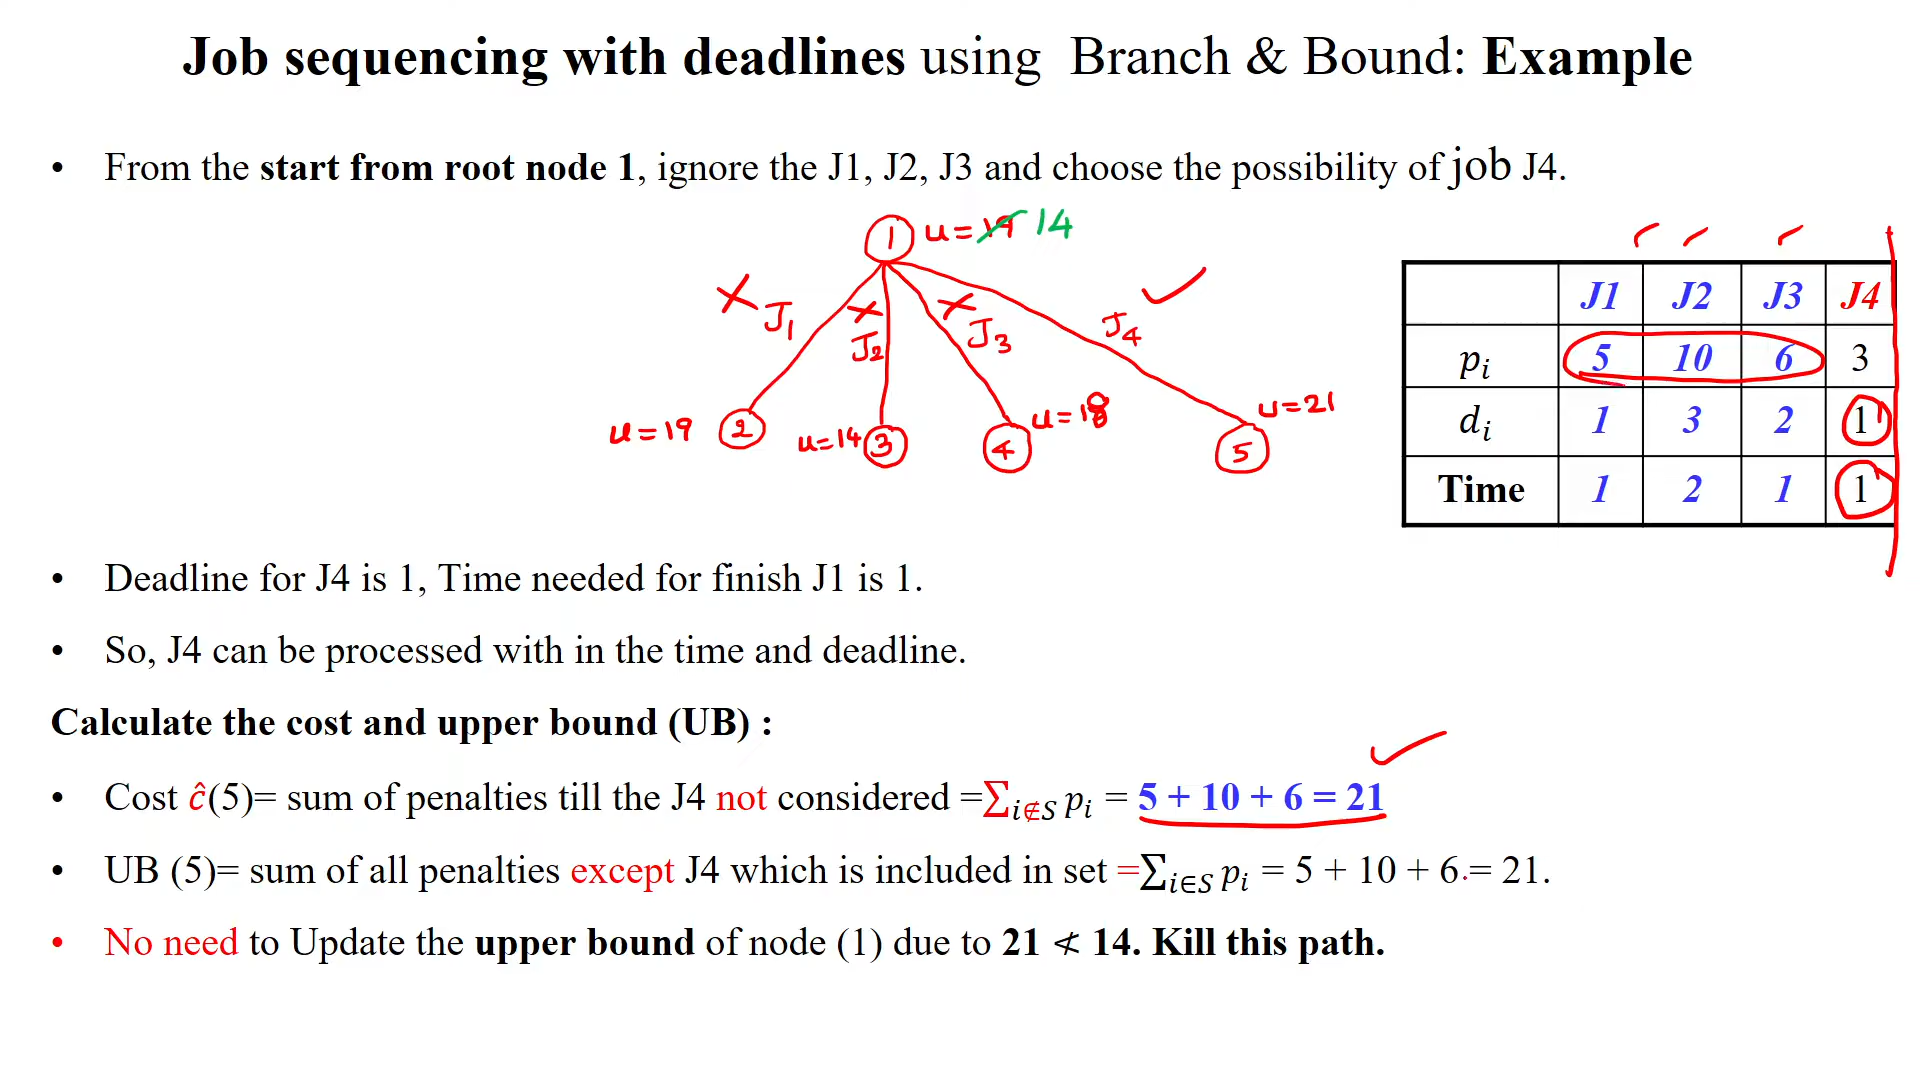 Job sequencing with deadlines using Branch & Bound: Example
• From the start from root node 1, ignore the J1, J2, J3 and choose the possibility of job J4.
1 u=19 14
J1 J2 J3 J4
u=19 2 u=14 3 4 u=18 5 u=21
J1 J2 J3 J4
pi 5 10 6 3
di 1 3 2 1
Time 1 2 1 1
• Deadline for J4 is 1, Time needed for finish J1 is 1.
• So, J4 can be processed with in the time and deadline.
Calculate the cost and upper bound (UB) :
• Cost ĉ(5)= sum of penalties till the J4 not considered =∑i∉S pi = 5 + 10 + 6 = 21
• UB (5)= sum of all penalties except J4 which is included in set =∑i∈S pi = 5 + 10 + 6 = 21.
• No need to Update the upper bound of node (1) due to 21 ≮ 14. Kill this path.